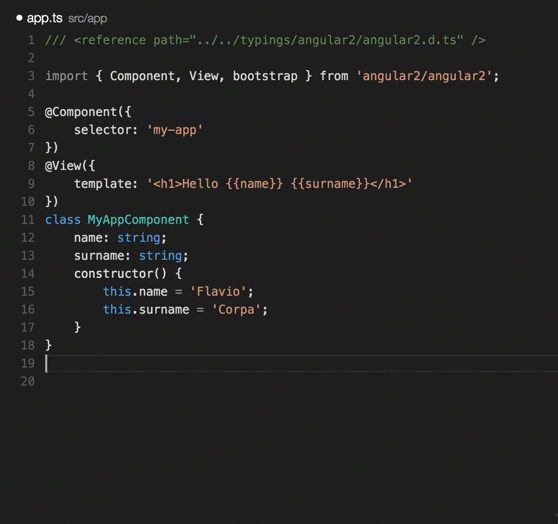 app.ts src/app
1 /// <reference path="../../typings/angular2/angular2.d.ts" />
2
3 import { Component, View, bootstrap } from 'angular2/angular2';
4
5 @Component({
6     selector: 'my-app'
7 })
8 @View({
9     template: '<h1>Hello {{name}} {{surname}}</h1>'
10 })
11 class MyAppComponent {
12     name: string;
13     surname: string;
14     constructor() {
15         this.name = 'Flavio';
16         this.surname = 'Corpa';
17     }
18 }
19
20